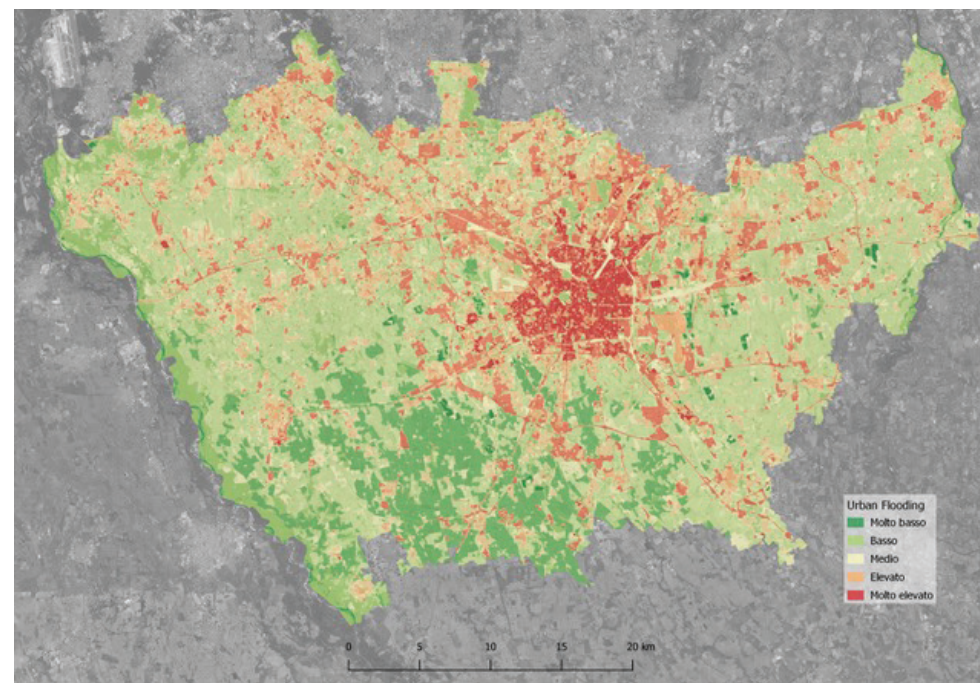 Urban Flooding
Molto basso
Basso
Medio
Elevato
Molto elevato
0 5 10 15 20 km